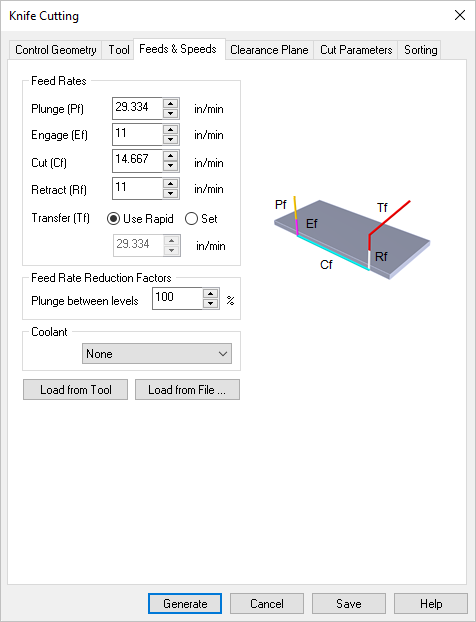 Knife Cutting
Control Geometry Tool Feeds & Speeds Clearance Plane Cut Parameters Sorting
Feed Rates
Plunge (Pf) 29.334 in/min
Engage (Ef) 11 in/min
Cut (Cf) 14.667 in/min
Retract (Rf) 11 in/min
Transfer (Tf) Use Rapid Set
29.334 in/min
Pf Tf
Ef
Rf
Cf
Feed Rate Reduction Factors
Plunge between levels 100 %
Coolant
None
Load from Tool Load from File ...
Generate Cancel Save Help